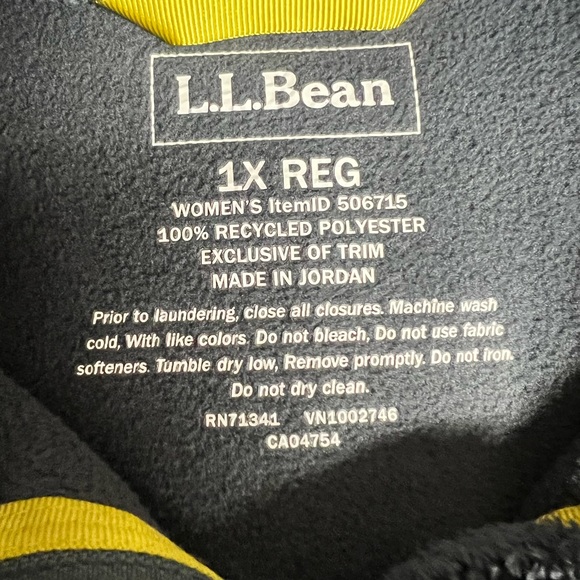 L.L.Bean
1X REG
WOMEN'S ItemID 506715
100% RECYCLED POLYESTER
EXCLUSIVE OF TRIM
MADE IN JORDAN
Prior to laundering, close all closures. Machine wash
cold, With like colors. Do not bleach, Do not use fabric
softeners. Tumble dry low, Remove promptly. Do not iron.
Do not dry clean.
RN71341 VN1002746
CA04754